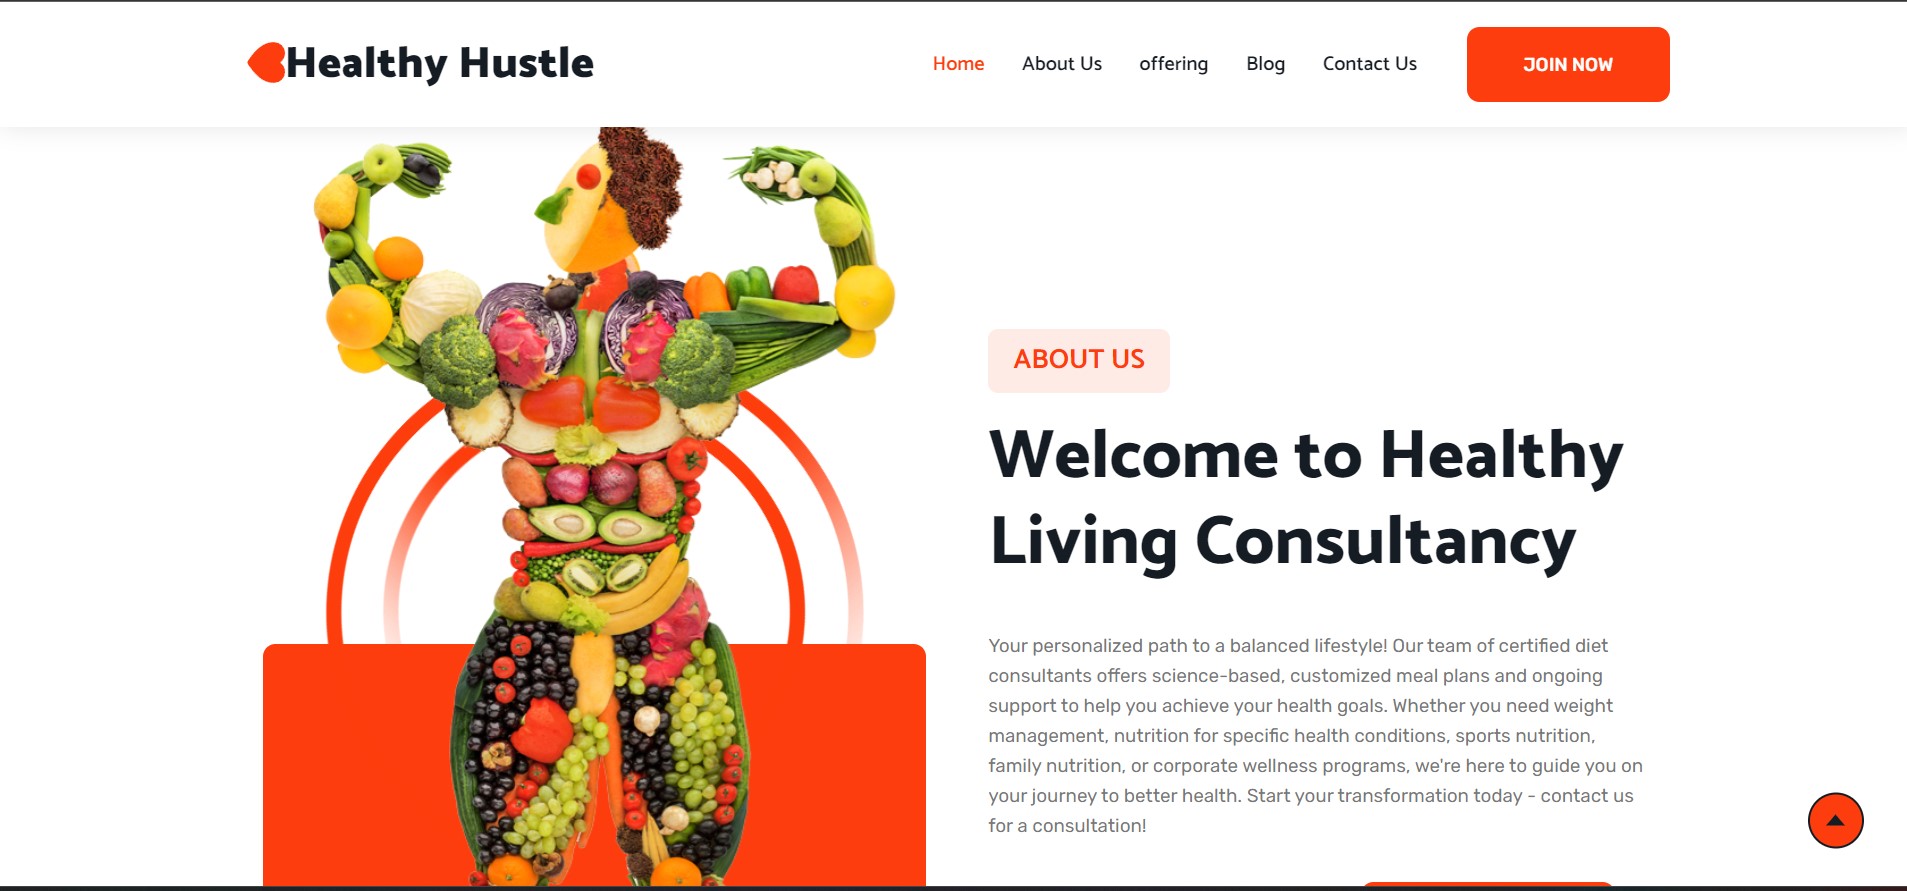 Healthy Hustle
Home
About Us
offering
Blog
Contact Us
JOIN NOW
ABOUT US
Welcome to Healthy
Living Consultancy
Your personalized path to a balanced lifestyle! Our team of certified diet
consultants offers science-based, customized meal plans and ongoing
support to help you achieve your health goals. Whether you need weight
management, nutrition for specific health conditions, sports nutrition,
family nutrition, or corporate wellness programs, we're here to guide you on
your journey to better health. Start your transformation today - contact us
for a consultation!